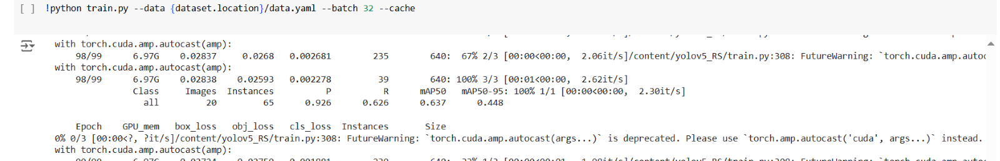 [ ] !python train.py --data {dataset.location}/data.yaml --batch 32 --cache
with torch.cuda.amp.autocast(amp):
98/99 6.97G 0.02837 0.0268 0.002681 235 640: 67% 2/3 [00:00<00:00, 2.06it/s]/content/yolov5_RS/train.py:308: FutureWarning: `torch.cuda.amp.autoc
with torch.cuda.amp.autocast(amp):
98/99 6.97G 0.02838 0.02593 0.002278 39 640: 100% 3/3 [00:01<00:00, 2.62it/s]
Class Images Instances P R mAP50 mAP50-95: 100% 1/1 [00:00<00:00, 2.30it/s]
all 20 65 0.926 0.626 0.637 0.448
Epoch GPU_mem box_loss obj_loss cls_loss Instances Size
0% 0/3 [00:00<?, ?it/s]/content/yolov5_RS/train.py:308: FutureWarning: `torch.cuda.amp.autocast(args...)` is deprecated. Please use `torch.amp.autocast('cuda', args...)` instead.
with torch.cuda.amp.autocast(amp):